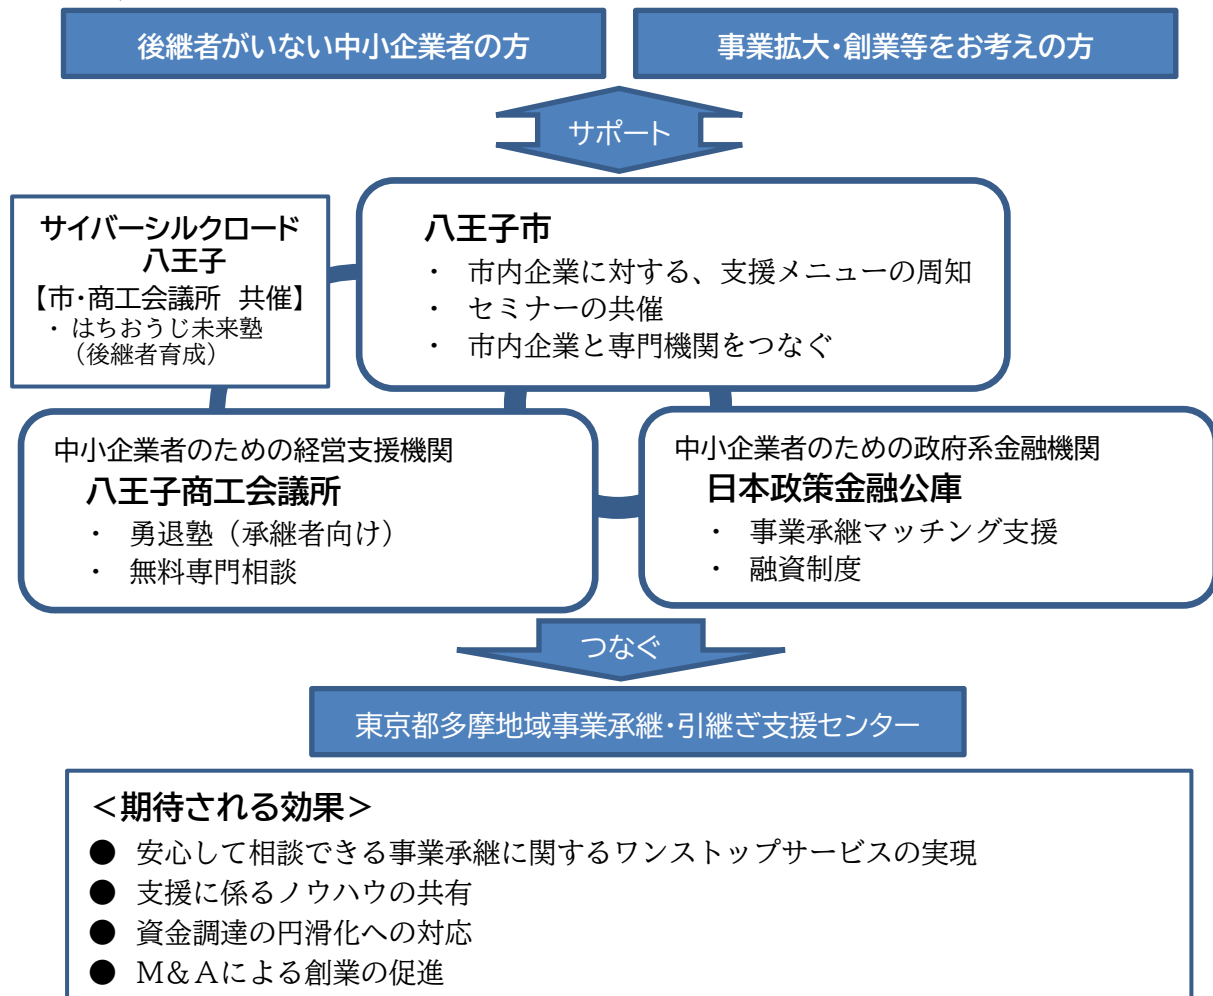 後継者がいない中小企業者の方
事業拡大・創業等をお考えの方
サポート
サイバーシルクロード
八王子
【市・商工会議所 共催】
・はちおうじ未来塾
（後継者育成）
八王子市
・ 市内企業に対する、支援メニューの周知
・ セミナーの共催
・ 市内企業と専門機関をつなぐ
中小企業者のための経営支援機関
八王子商工会議所
・ 勇退塾（承継者向け）
・ 無料専門相談
中小企業者のための政府系金融機関
日本政策金融公庫
・ 事業承継マッチング支援
・ 融資制度
つなぐ
東京都多摩地域事業承継・引継ぎ支援センター
＜期待される効果＞
● 安心して相談できる事業承継に関するワンストップサービスの実現
● 支援に係るノウハウの共有
● 資金調達の円滑化への対応
● Ｍ＆Ａによる創業の促進